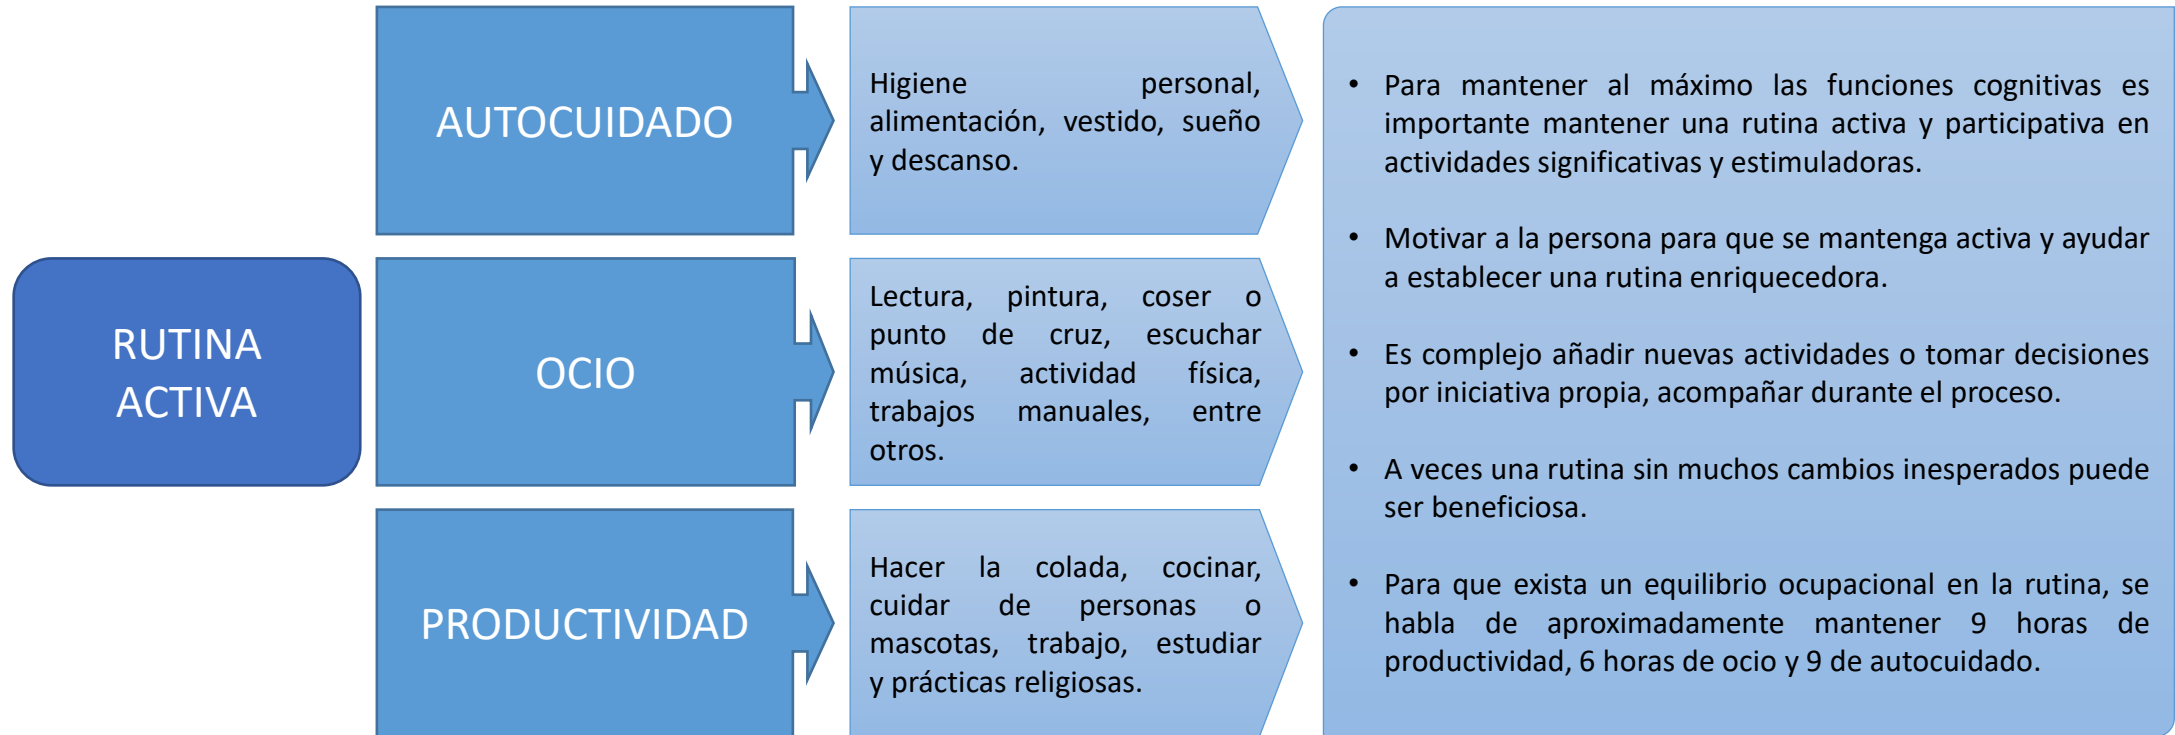 RUTINA
ACTIVA
AUTOCUIDADO
Higiene personal,
alimentación, vestido, sueño
y descanso.
OCIO
Lectura, pintura, coser o
punto de cruz, escuchar
música, actividad física,
trabajos manuales, entre
otros.
PRODUCTIVIDAD
Hacer la colada, cocinar,
cuidar de personas o
mascotas, trabajo, estudiar
y prácticas religiosas.
• Para mantener al máximo las funciones cognitivas es
importante mantener una rutina activa y participativa en
actividades significativas y estimuladoras.
• Motivar a la persona para que se mantenga activa y ayudar
a establecer una rutina enriquecedora.
• Es complejo añadir nuevas actividades o tomar decisiones
por iniciativa propia, acompañar durante el proceso.
• A veces una rutina sin muchos cambios inesperados puede
ser beneficiosa.
• Para que exista un equilibrio ocupacional en la rutina, se
habla de aproximadamente mantener 9 horas de
productividad, 6 horas de ocio y 9 de autocuidado.